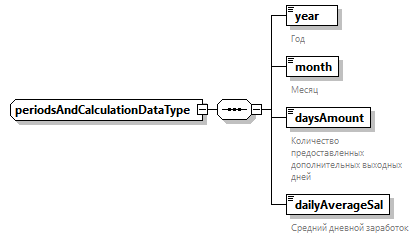 year
Год
month
Месяц
periodsAndCalculationDataType
daysAmount
Количество
предоставленных
дополнительных выходных
дней
dailyAverageSal
Средний дневной заработок